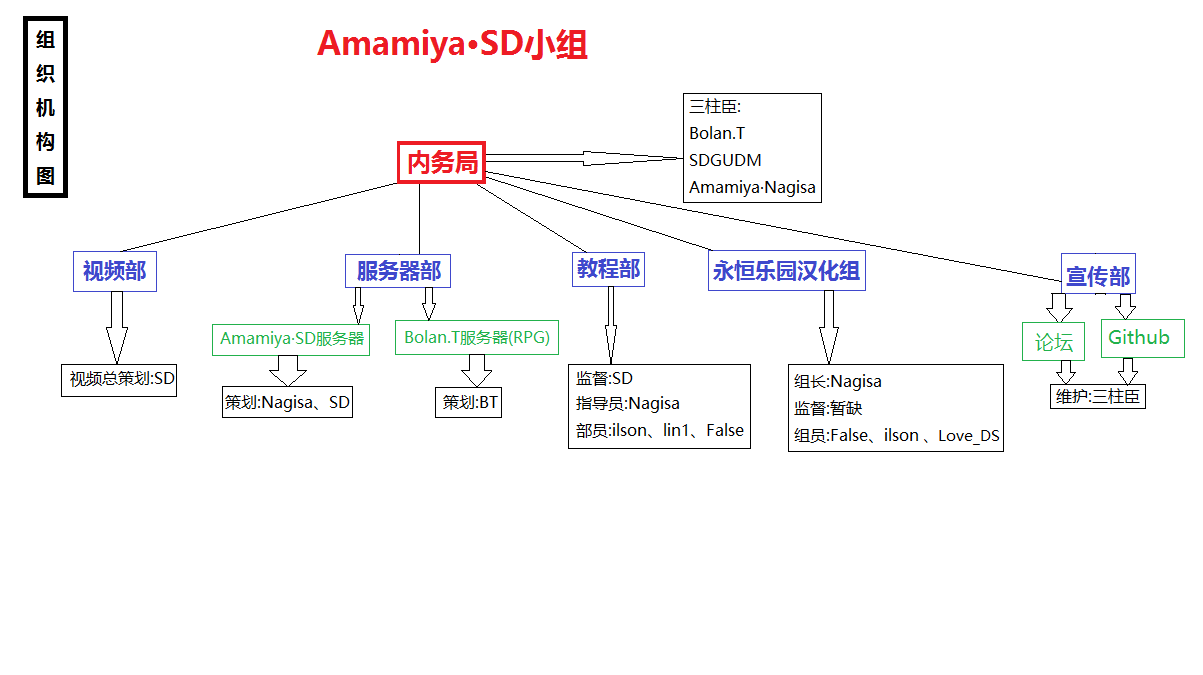 组
织
机
构
图
Amamiya·SD小组
三柱臣:
Bolan.T
SDGUDM
Amamiya·Nagisa
内务局
视频部
服务器部
教程部
永恒乐园汉化组
宣传部
Amamiya·SD服务器
Bolan.T服务器(RPG)
论坛
Github
视频总策划:SD
策划:Nagisa、SD
策划:BT
监督:SD
指导员:Nagisa
部员:ilson、lin1、False
组长:Nagisa
监督:暂缺
组员:False、ilson 、Love_DS
维护:三柱臣